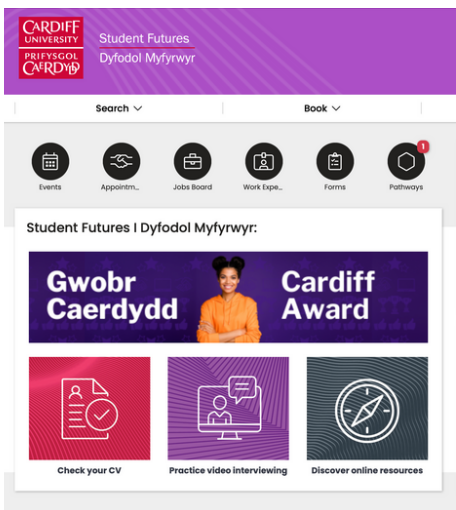 CARDIFF
UNIVERSITY
PRIFYSGOL
CAERDYDD
Student Futures
Dyfodol Myfyrwyr
Search
Book
1
Events
Appointm...
Jobs Board
Work Expe...
Forms
Pathways
Student Futures I Dyfodol Myfyrwyr:
Gwobr
Caerdydd
Cardiff
Award
Check your CV
Practice video interviewing
Discover online resources